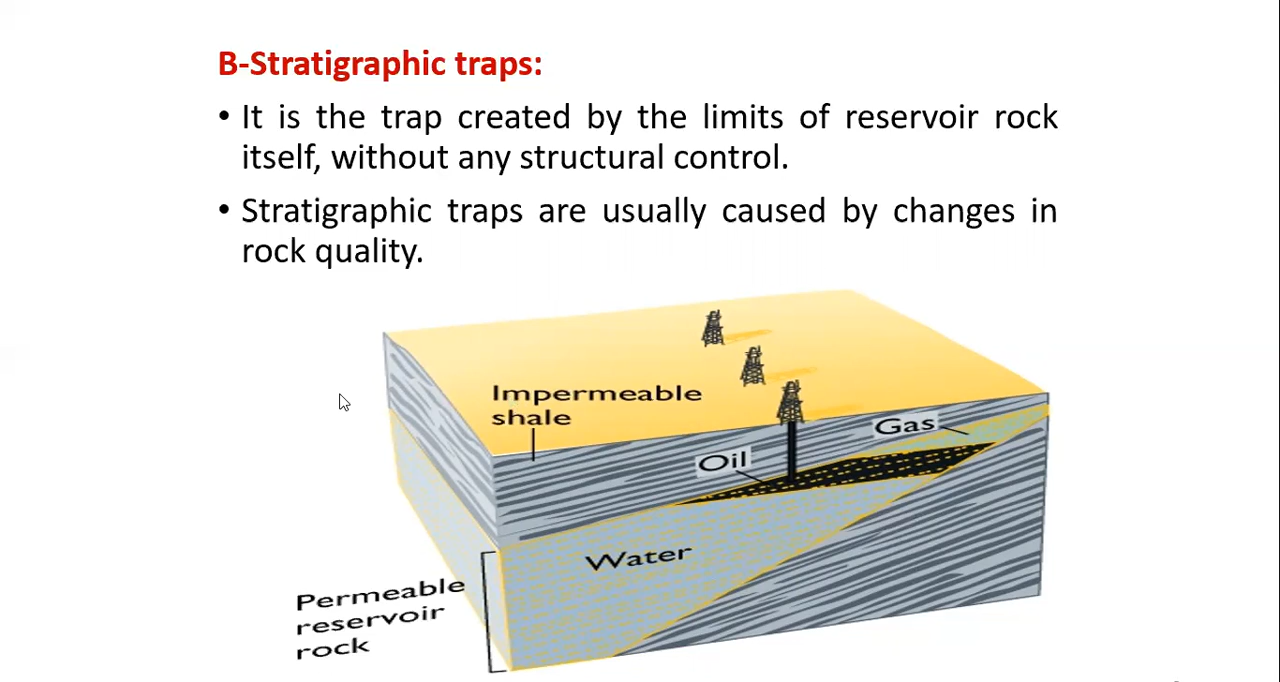 B-Stratigraphic traps:
• It is the trap created by the limits of reservoir rock
itself, without any structural control.
• Stratigraphic traps are usually caused by changes in
rock quality.
Impermeable
shale
Gas
Oil
Water
Permeable
reservoir
rock